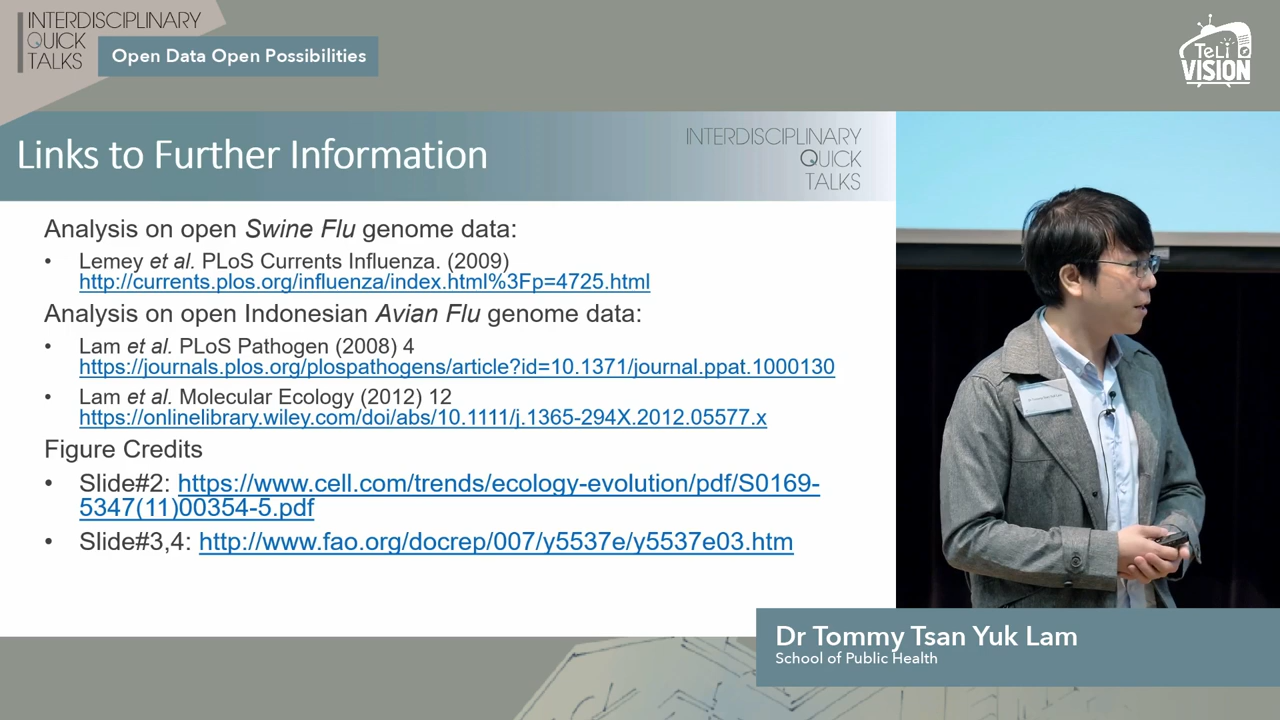 INTERDISCIPLINARY
QUICK
TALKS
Open Data Open Possibilities
TeLi
VISION
Links to Further Information
INTERDISCIPLINARY
QUICK
TALKS
Analysis on open Swine Flu genome data:
• Lemey et al. PLoS Currents Influenza. (2009)
http://currents.plos.org/influenza/index.html%3Fp=4725.html
Analysis on open Indonesian Avian Flu genome data:
• Lam et al. PLoS Pathogen (2008) 4
https://journals.plos.org/plospathogens/article?id=10.1371/journal.ppat.1000130
• Lam et al. Molecular Ecology (2012) 12
https://onlinelibrary.wiley.com/doi/abs/10.1111/j.1365-294X.2012.05577.x
Figure Credits
• Slide#2: https://www.cell.com/trends/ecology-evolution/pdf/S0169-
5347(11)00354-5.pdf
• Slide#3,4: http://www.fao.org/docrep/007/y5537e/y5537e03.htm
Dr Tommy Tsan Yuk Lam
School of Public Health